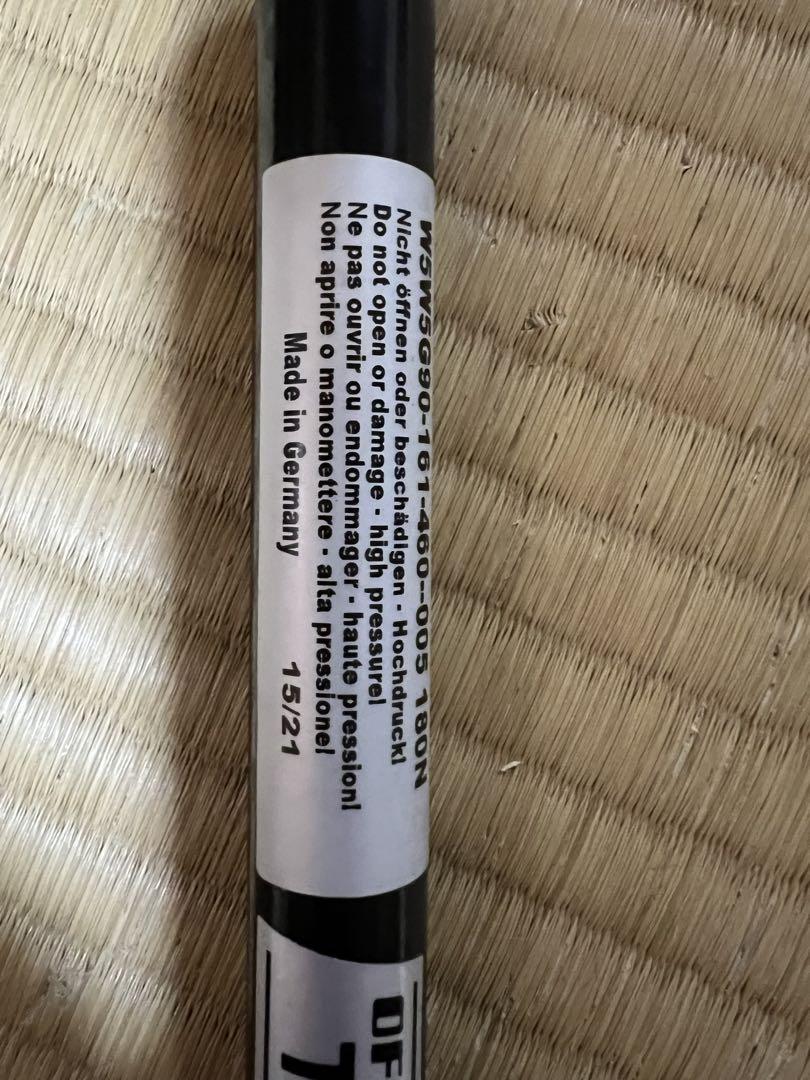 W5W5G90-161-460--005 180N
Nicht öffnen oder beschädigen - Hochdruck!
Do not open or damage - high pressure!
Ne pas ouvrir ou endommager - haute pression!
Non aprire o manomettere - alta pressione!
Made in Germany 15/21
OF